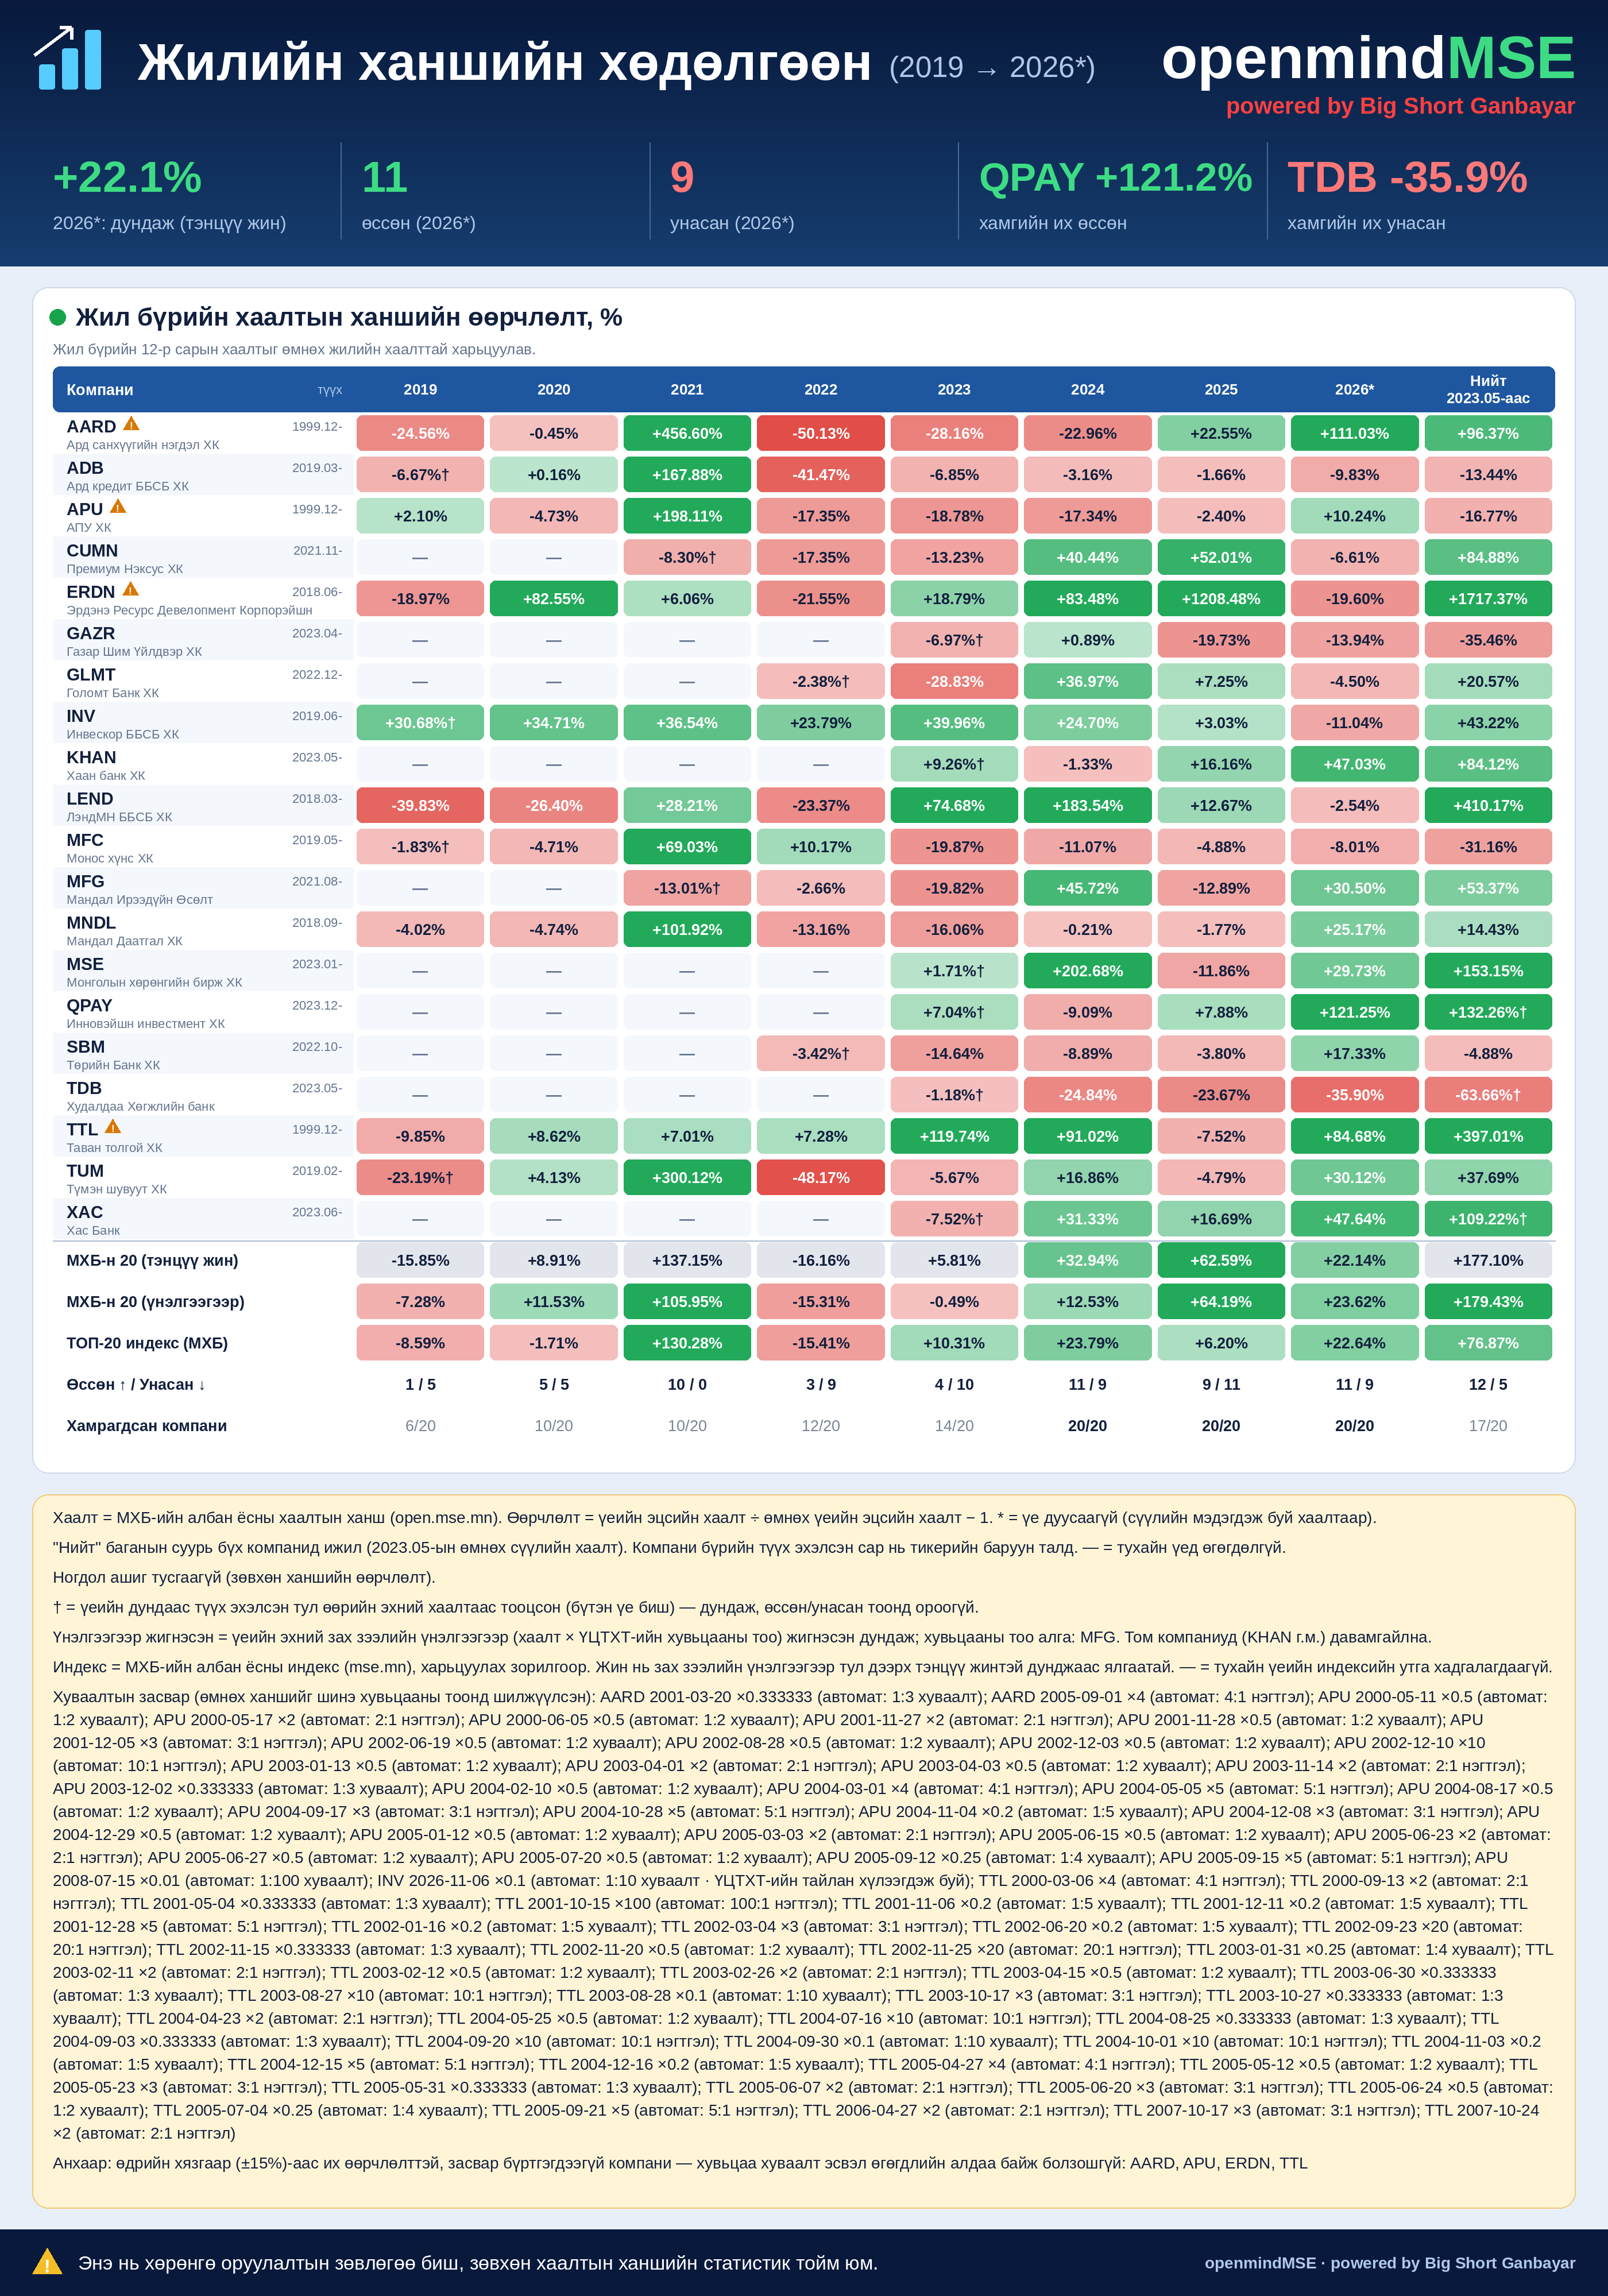 Жилийн ханшийн хөдөлгөөн (2019 → 2026*)
openmindMSE
powered by Big Short Ganbayar
+22.1%
2026*: дундаж (тэнцүү жин)
11
өссөн (2026*)
9
унасан (2026*)
QPAY +121.2%
хамгийн их өссөн
TDB -35.9%
хамгийн их унасан
Жил бүрийн хаалтын ханшийн өөрчлөлт, %
Жил бүрийн 12-р сарын хаалтыг өмнөх жилийн хаалттай харьцуулав.
Компани түүх 2019 2020 2021 2022 2023 2024 2025 2026* Нийт 2023.05-аас
AARD 1999.12- -24.56% -0.45% +456.60% -50.13% -28.16% -22.96% +22.55% +111.03% +96.37%
Ард санхүүгийн нэгдэл ХК
ADB 2019.03- -6.67%† +0.16% +167.88% -41.47% -6.85% -3.16% -1.66% -9.83% -13.44%
Ард кредит ББСБ ХК
APU 1999.12- +2.10% -4.73% +198.11% -17.35% -18.78% -17.34% -2.40% +10.24% -16.77%
АПУ ХК
CUMN 2021.11- — — -8.30%† -17.35% -13.23% +40.44% +52.01% -6.61% +84.88%
Премиум Нэксус ХК
ERDN 2018.06- -18.97% +82.55% +6.06% -21.55% +18.79% +83.48% +1208.48% -19.60% +1717.37%
Эрдэнэ Ресурс Девелопмент Корпорэйшн
GAZR 2023.04- — — — — -6.97%† +0.89% -19.73% -13.94% -35.46%
Газар Шим Үйлдвэр ХК
GLMT 2022.12- — — — -2.38%† -28.83% +36.97% +7.25% -4.50% +20.57%
Голомт Банк ХК
INV 2019.06- +30.68%† +34.71% +36.54% +23.79% +39.96% +24.70% +3.03% -11.04% +43.22%
Инвескор ББСБ ХК
KHAN 2023.05- — — — — +9.26%† -1.33% +16.16% +47.03% +84.12%
Хаан банк ХК
LEND 2018.03- -39.83% -26.40% +28.21% -23.37% +74.68% +183.54% +12.67% -2.54% +410.17%
ЛэндМН ББСБ ХК
MFC 2019.05- -1.83%† -4.71% +69.03% +10.17% -19.87% -11.07% -4.88% -8.01% -31.16%
Монос хүнс ХК
MFG 2021.08- — — -13.01%† -2.66% -19.82% +45.72% -12.89% +30.50% +53.37%
Мандал Ирээдүйн Өсөлт
MNDL 2018.09- -4.02% -4.74% +101.92% -13.16% -16.06% -0.21% -1.77% +25.17% +14.43%
Мандал Даатгал ХК
MSE 2023.01- — — — — +1.71%† +202.68% -11.86% +29.73% +153.15%
Монголын хөрөнгийн бирж ХК
QPAY 2023.12- — — — — +7.04%† -9.09% +7.88% +121.25% +132.26%†
Инновэйшн инвестмент ХК
SBM 2022.10- — — — -3.42%† -14.64% -8.89% -3.80% +17.33% -4.88%
Төрийн Банк ХК
TDB 2023.05- — — — — -1.18%† -24.84% -23.67% -35.90% -63.66%†
Худалдаа Хөгжлийн банк
TTL 1999.12- -9.85% +8.62% +7.01% +7.28% +119.74% +91.02% -7.52% +84.68% +397.01%
Таван толгой ХК
TUM 2019.02- -23.19%† +4.13% +300.12% -48.17% -5.67% +16.86% -4.79% +30.12% +37.69%
Түмэн шувуут ХК
XAC 2023.06- — — — — -7.52%† +31.33% +16.69% +47.64% +109.22%†
Хас Банк
МХБ-н 20 (тэнцүү жин) -15.85% +8.91% +137.15% -16.16% +5.81% +32.94% +62.59% +22.14% +177.10%
МХБ-н 20 (үнэлгээгээр) -7.28% +11.53% +105.95% -15.31% -0.49% +12.53% +64.19% +23.62% +179.43%
ТОП-20 индекс (МХБ) -8.59% -1.71% +130.28% -15.41% +10.31% +23.79% +6.20% +22.64% +76.87%
Өссөн ↑ / Унасан ↓ 1 / 5 5 / 5 10 / 0 3 / 9 4 / 10 11 / 9 9 / 11 11 / 9 12 / 5
Хамрагдсан компани 6/20 10/20 10/20 12/20 14/20 20/20 20/20 20/20 17/20
Хаалт = МХБ-ийн албан ёсны хаалтын ханш (open.mse.mn). Өөрчлөлт = үеийн эцсийн хаалт ÷ өмнөх үеийн эцсийн хаалт − 1. * = үе дуусаагүй (сүүлийн мэдэгдэж буй хаалтаар).
"Нийт" баганын суурь бүх компанид ижил (2023.05-ын өмнөх сүүлийн хаалт). Компани бүрийн түүх эхэлсэн сар нь тикерийн баруун талд. — = тухайн үед өгөгдөлгүй.
Ногдол ашиг тусгаагүй (зөвхөн ханшийн өөрчлөлт).
† = үеийн дундаас түүх эхэлсэн тул өөрийн эхний хаалтаас тооцсон (бүтэн үе биш) — дундаж, өссөн/унасан тоонд ороогүй.
Үнэлгээгээр жигнэсэн = үеийн эхний зах зээлийн үнэлгээгээр (хаалт × ҮЦТХТ-ийн хувьцааны тоо) жигнэсэн дундаж; хувьцааны тоо алга: MFG. Том компаниуд (KHAN г.м.) давамгайлна.
Индекс = МХБ-ийн албан ёсны индекс (mse.mn), харьцуулах зорилгоор. Жин нь зах зээлийн үнэлгээгээр тул дээрх тэнцүү жинтэй дунджаас ялгаатай. — = тухайн үеийн индексийн утга хадгалагдаагүй.
Хуваалтын засвар (өмнөх ханшийг шинэ хувьцааны тоонд шилжүүлсэн): AARD 2001-03-20 ×0.333333 (автомат: 1:3 хуваалт); AARD 2005-09-01 ×4 (автомат: 4:1 нэгтгэл); APU 2000-05-11 ×0.5 (автомат:
1:2 хуваалт); APU 2000-05-17 ×2 (автомат: 2:1 нэгтгэл); APU 2000-06-05 ×0.5 (автомат: 1:2 хуваалт); APU 2001-11-27 ×2 (автомат: 2:1 нэгтгэл); APU 2001-11-28 ×0.5 (автомат: 1:2 хуваалт); APU
2001-12-05 ×3 (автомат: 3:1 нэгтгэл); APU 2002-06-19 ×0.5 (автомат: 1:2 хуваалт); APU 2002-08-28 ×0.5 (автомат: 1:2 хуваалт); APU 2002-12-03 ×0.5 (автомат: 1:2 хуваалт); APU 2002-12-10 ×10
(автомат: 10:1 нэгтгэл); APU 2003-01-13 ×0.5 (автомат: 1:2 хуваалт); APU 2003-04-01 ×2 (автомат: 2:1 нэгтгэл); APU 2003-04-03 ×0.5 (автомат: 1:2 хуваалт); APU 2003-11-14 ×2 (автомат: 2:1 нэгтгэл);
APU 2003-12-02 ×0.333333 (автомат: 1:3 хуваалт); APU 2004-02-10 ×0.5 (автомат: 1:2 хуваалт); APU 2004-03-01 ×4 (автомат: 4:1 нэгтгэл); APU 2004-05-05 ×5 (автомат: 5:1 нэгтгэл); APU 2004-08-17 ×0.5
(автомат: 1:2 хуваалт); APU 2004-09-17 ×3 (автомат: 3:1 нэгтгэл); APU 2004-10-28 ×5 (автомат: 5:1 нэгтгэл); APU 2004-11-04 ×0.2 (автомат: 1:5 хуваалт); APU 2004-12-08 ×3 (автомат: 3:1 нэгтгэл); APU
2004-12-29 ×0.5 (автомат: 1:2 хуваалт); APU 2005-01-12 ×0.5 (автомат: 1:2 хуваалт); APU 2005-03-03 ×2 (автомат: 2:1 нэгтгэл); APU 2005-06-15 ×0.5 (автомат: 1:2 хуваалт); APU 2005-06-23 ×2 (автомат:
2:1 нэгтгэл); APU 2005-06-27 ×0.5 (автомат: 1:2 хуваалт); APU 2005-07-20 ×0.5 (автомат: 1:2 хуваалт); APU 2005-09-12 ×0.25 (автомат: 1:4 хуваалт); APU 2005-09-15 ×5 (автомат: 5:1 нэгтгэл); APU
2008-07-15 ×0.01 (автомат: 1:100 хуваалт); INV 2026-11-06 ×0.1 (автомат: 1:10 хуваалт · ҮЦТХТ-ийн тайлан хүлээгдэж буй); TTL 2000-03-06 ×4 (автомат: 4:1 нэгтгэл); TTL 2000-09-13 ×2 (автомат: 2:1
нэгтгэл); TTL 2001-05-04 ×0.333333 (автомат: 1:3 хуваалт); TTL 2001-10-15 ×100 (автомат: 100:1 нэгтгэл); TTL 2001-11-06 ×0.2 (автомат: 1:5 хуваалт); TTL 2001-12-11 ×0.2 (автомат: 1:5 хуваалт); TTL
2001-12-28 ×5 (автомат: 5:1 нэгтгэл); TTL 2002-01-16 ×0.2 (автомат: 1:5 хуваалт); TTL 2002-03-04 ×3 (автомат: 3:1 нэгтгэл); TTL 2002-06-20 ×0.2 (автомат: 1:5 хуваалт); TTL 2002-09-23 ×20 (автомат:
20:1 нэгтгэл); TTL 2002-11-15 ×0.333333 (автомат: 1:3 хуваалт); TTL 2002-11-20 ×0.5 (автомат: 1:2 хуваалт); TTL 2002-11-25 ×20 (автомат: 20:1 нэгтгэл); TTL 2003-01-31 ×0.25 (автомат: 1:4 хуваалт); TTL
2003-02-11 ×2 (автомат: 2:1 нэгтгэл); TTL 2003-02-12 ×0.5 (автомат: 1:2 хуваалт); TTL 2003-02-26 ×2 (автомат: 2:1 нэгтгэл); TTL 2003-04-15 ×0.5 (автомат: 1:2 хуваалт); TTL 2003-06-30 ×0.333333
(автомат: 1:3 хуваалт); TTL 2003-08-27 ×10 (автомат: 10:1 нэгтгэл); TTL 2003-08-28 ×0.1 (автомат: 1:10 хуваалт); TTL 2003-10-17 ×3 (автомат: 3:1 нэгтгэл); TTL 2003-10-27 ×0.333333 (автомат: 1:3
хуваалт); TTL 2004-04-23 ×2 (автомат: 2:1 нэгтгэл); TTL 2004-05-25 ×0.5 (автомат: 1:2 хуваалт); TTL 2004-07-16 ×10 (автомат: 10:1 нэгтгэл); TTL 2004-08-25 ×0.333333 (автомат: 1:3 хуваалт); TTL
2004-09-03 ×0.333333 (автомат: 1:3 хуваалт); TTL 2004-09-20 ×10 (автомат: 10:1 нэгтгэл); TTL 2004-09-30 ×0.1 (автомат: 1:10 хуваалт); TTL 2004-10-01 ×10 (автомат: 10:1 нэгтгэл); TTL 2004-11-03 ×0.2
(автомат: 1:5 хуваалт); TTL 2004-12-15 ×5 (автомат: 5:1 нэгтгэл); TTL 2004-12-16 ×0.2 (автомат: 1:5 хуваалт); TTL 2005-04-27 ×4 (автомат: 4:1 нэгтгэл); TTL 2005-05-12 ×0.5 (автомат: 1:2 хуваалт); TTL
2005-05-23 ×3 (автомат: 3:1 нэгтгэл); TTL 2005-05-31 ×0.333333 (автомат: 1:3 хуваалт); TTL 2005-06-07 ×2 (автомат: 2:1 нэгтгэл); TTL 2005-06-20 ×3 (автомат: 3:1 нэгтгэл); TTL 2005-06-24 ×0.5 (автомат:
1:2 хуваалт); TTL 2005-07-04 ×0.25 (автомат: 1:4 хуваалт); TTL 2005-09-21 ×5 (автомат: 5:1 нэгтгэл); TTL 2006-04-27 ×2 (автомат: 2:1 нэгтгэл); TTL 2007-10-17 ×3 (автомат: 3:1 нэгтгэл); TTL 2007-10-24
×2 (автомат: 2:1 нэгтгэл)
Анхаар: өдрийн хязгаар (±15%)-аас их өөрчлөлттэй, засвар бүртгэгдээгүй компани — хувьцаа хуваалт эсвэл өгөгдлийн алдаа байж болзошгүй: AARD, APU, ERDN, TTL
Энэ нь хөрөнгө оруулалтын зөвлөгөө биш, зөвхөн хаалтын ханшийн статистик тойм юм.
openmindMSE · powered by Big Short Ganbayar